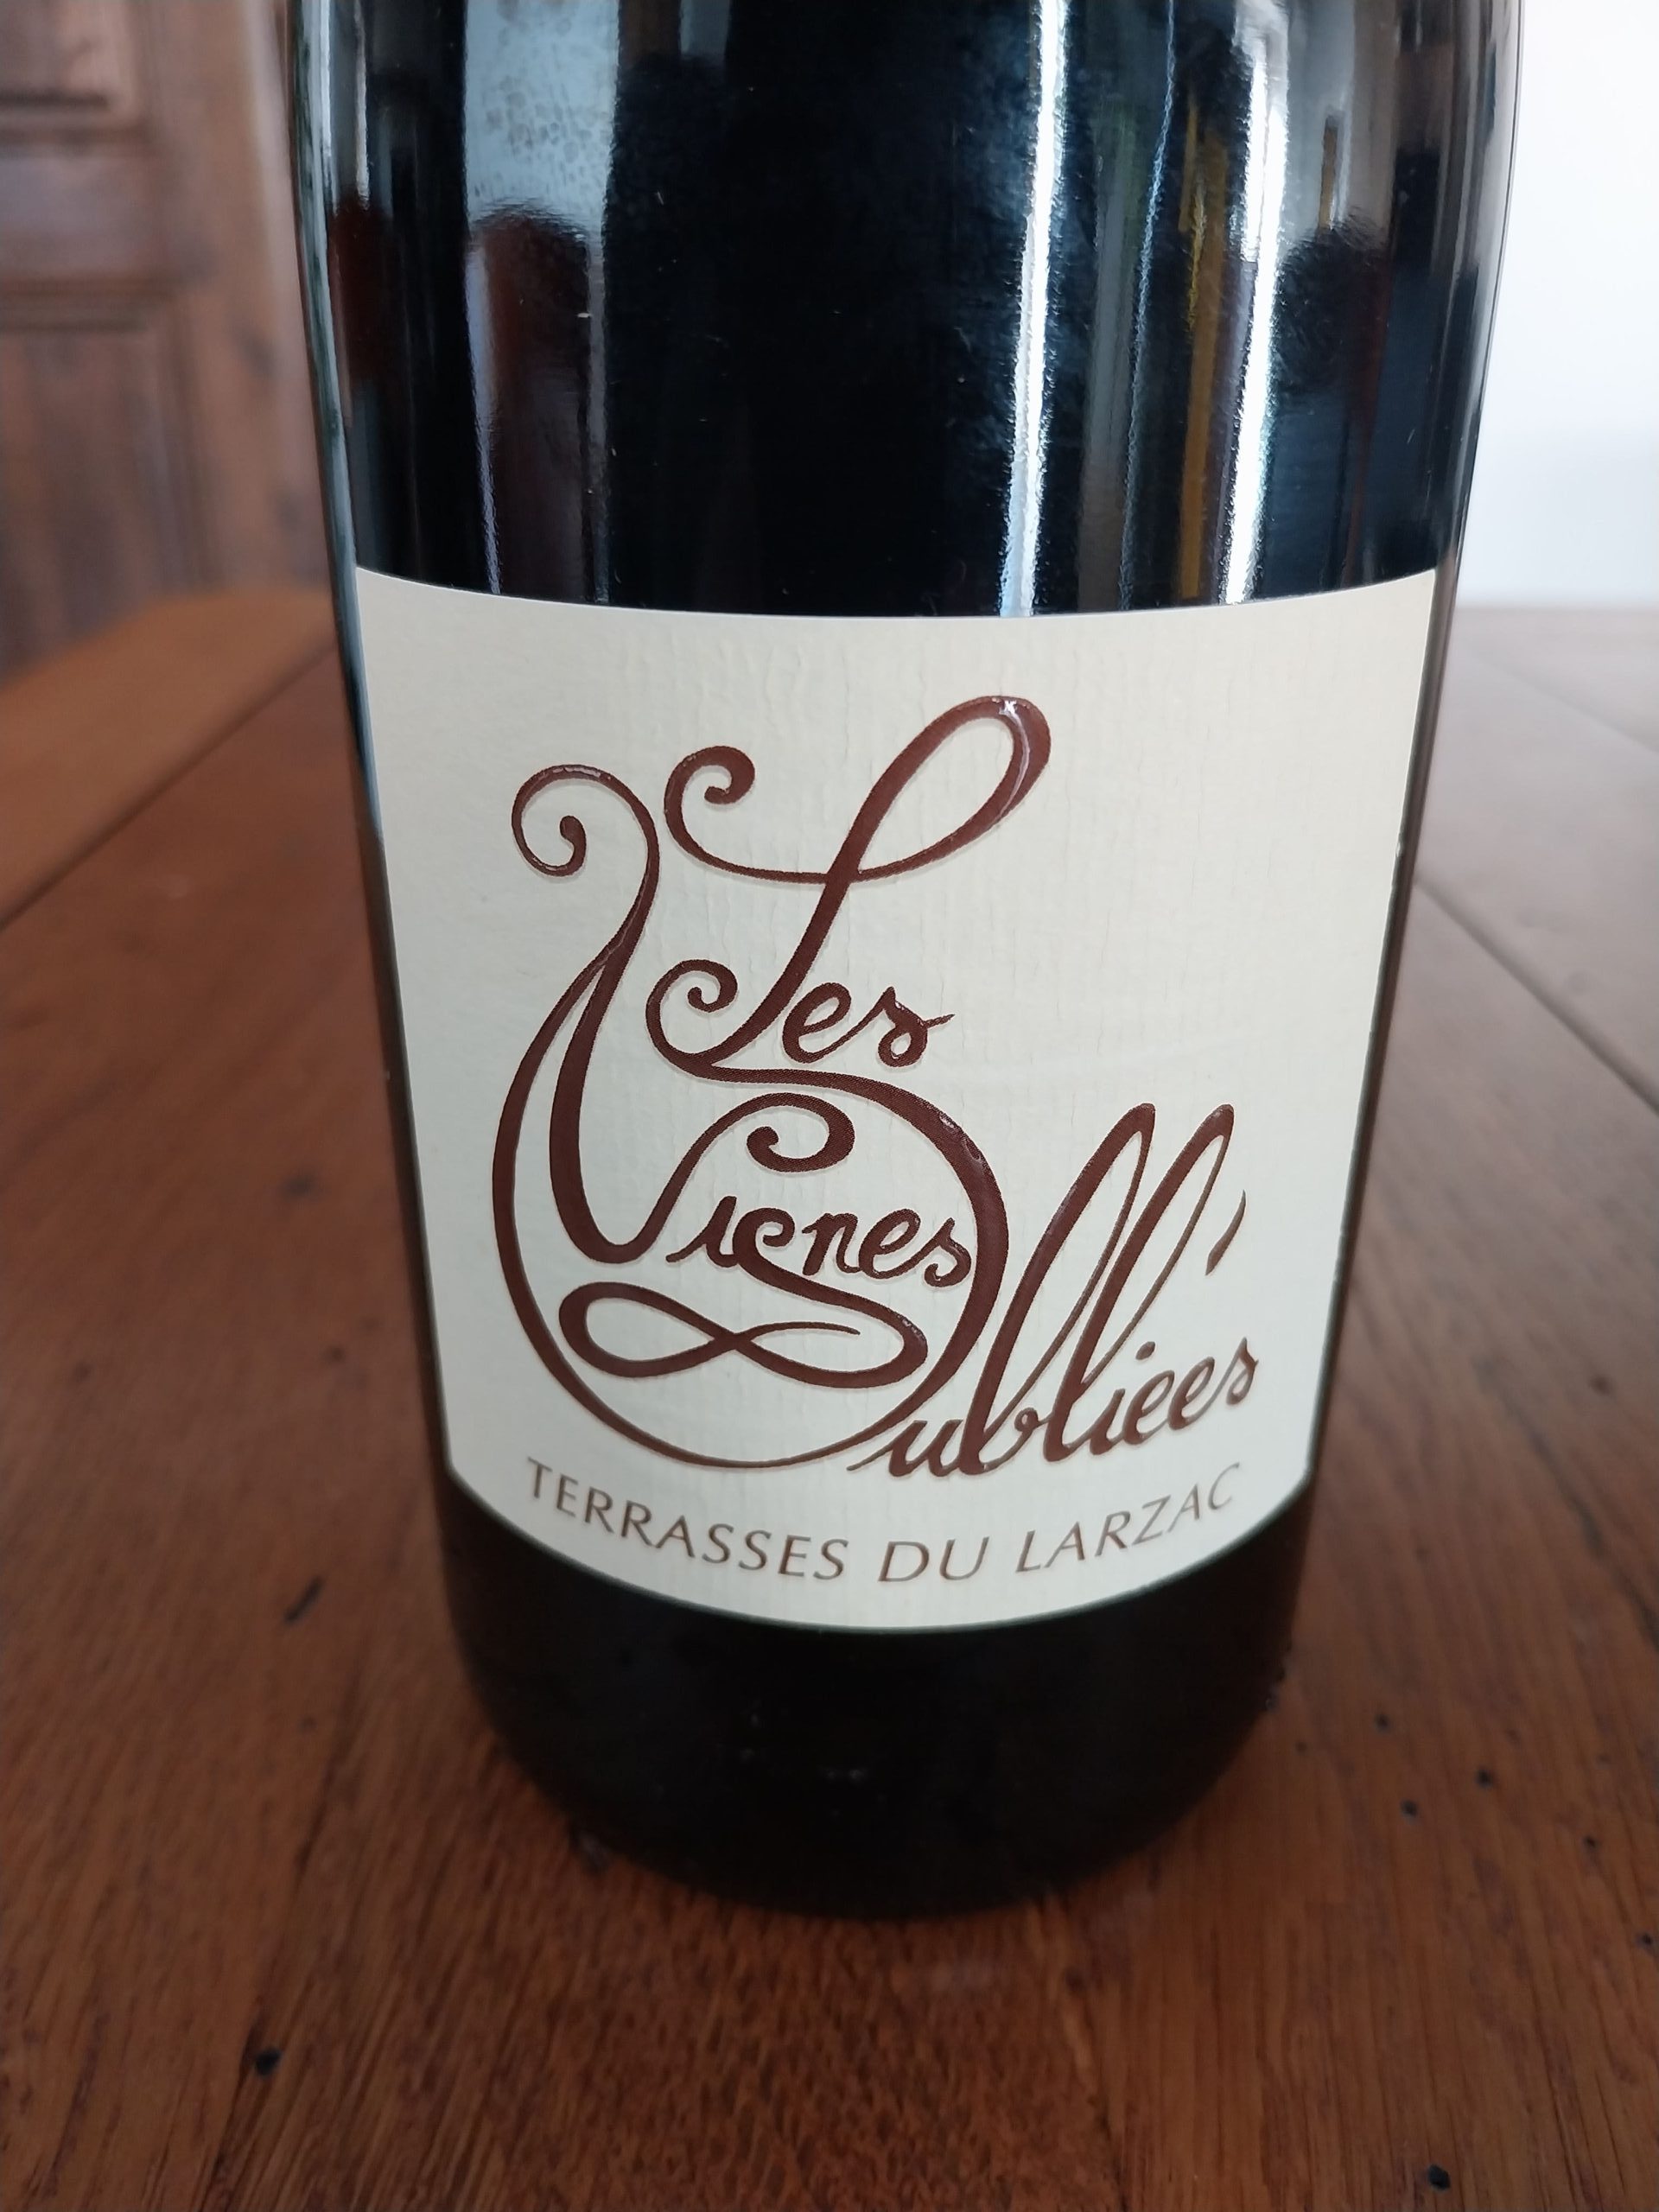 Les
Vignes
Oubliées
TERRASSES DU LARZAC